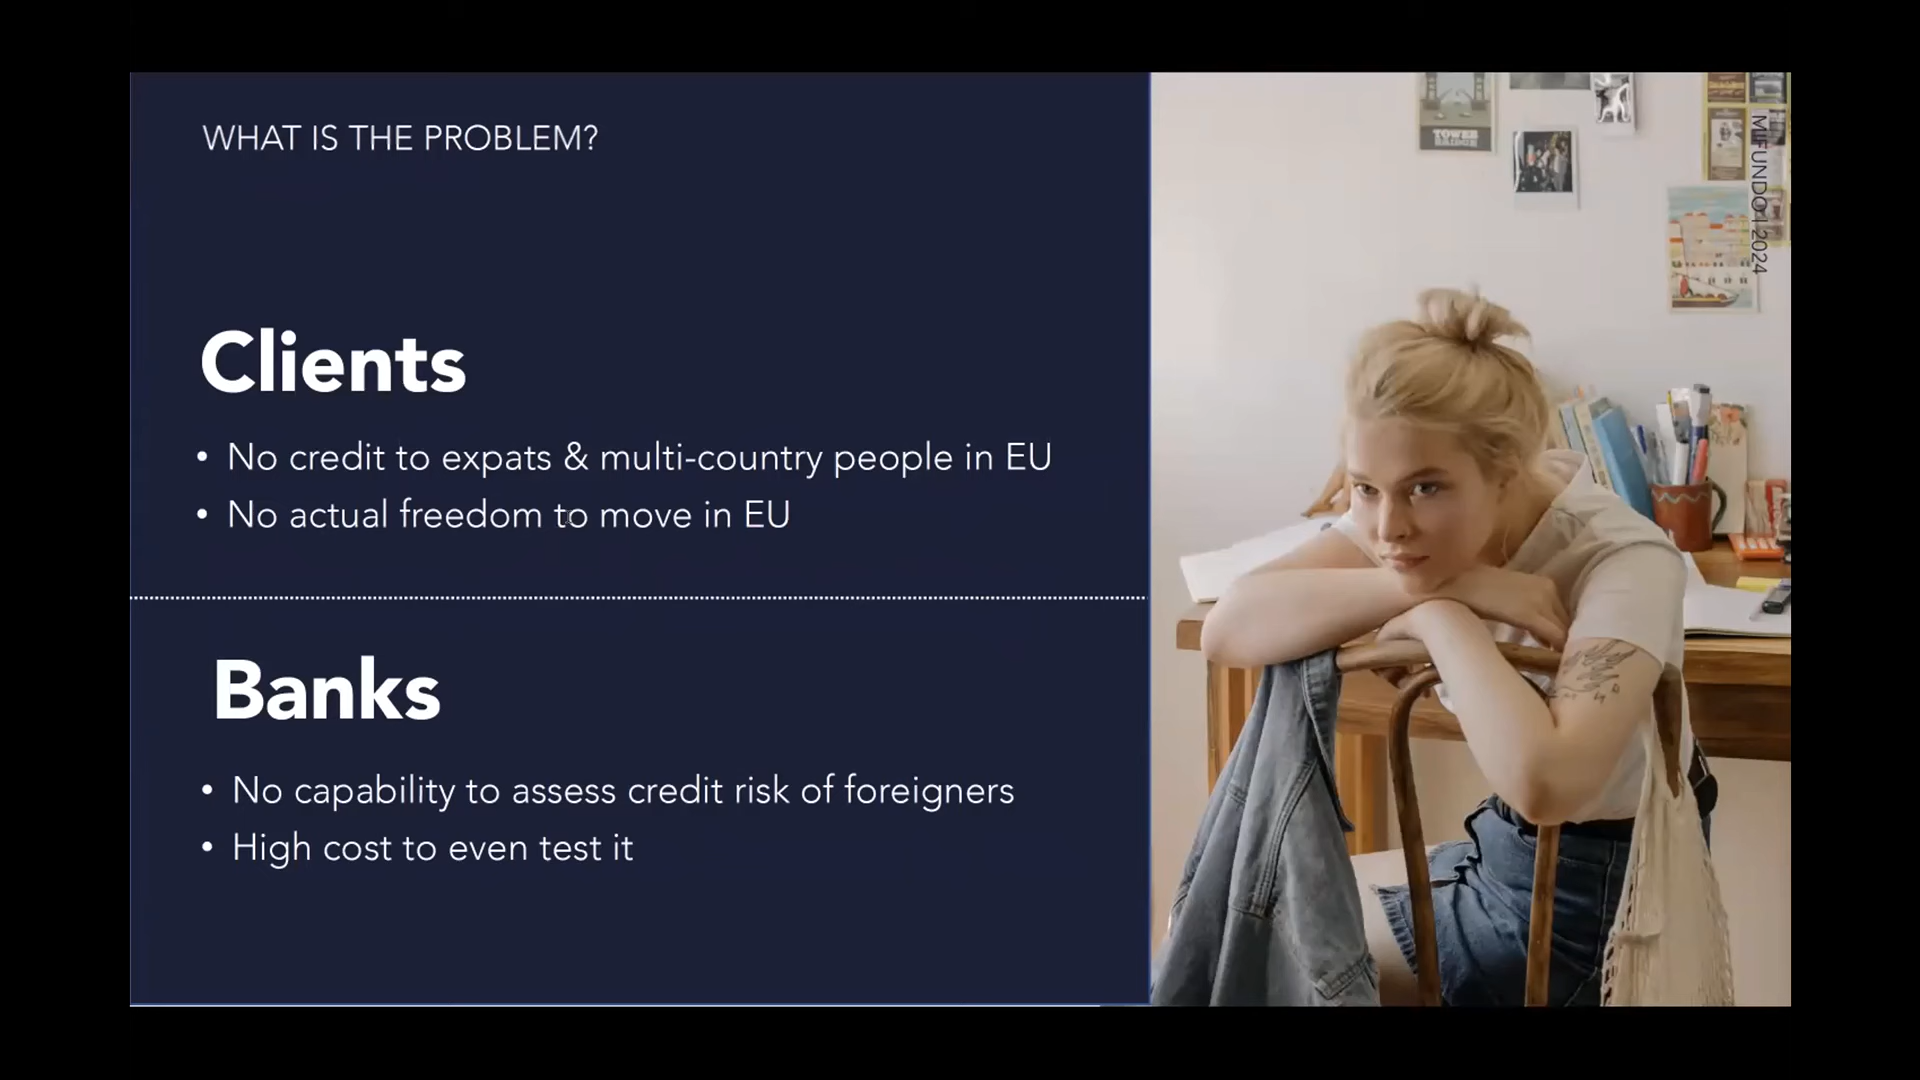 WHAT IS THE PROBLEM?
Clients
• No credit to expats & multi-country people in EU
• No actual freedom to move in EU
Banks
• No capability to assess credit risk of foreigners
• High cost to even test it
MIFUNDO | 2024
TOWER
BRIDGE